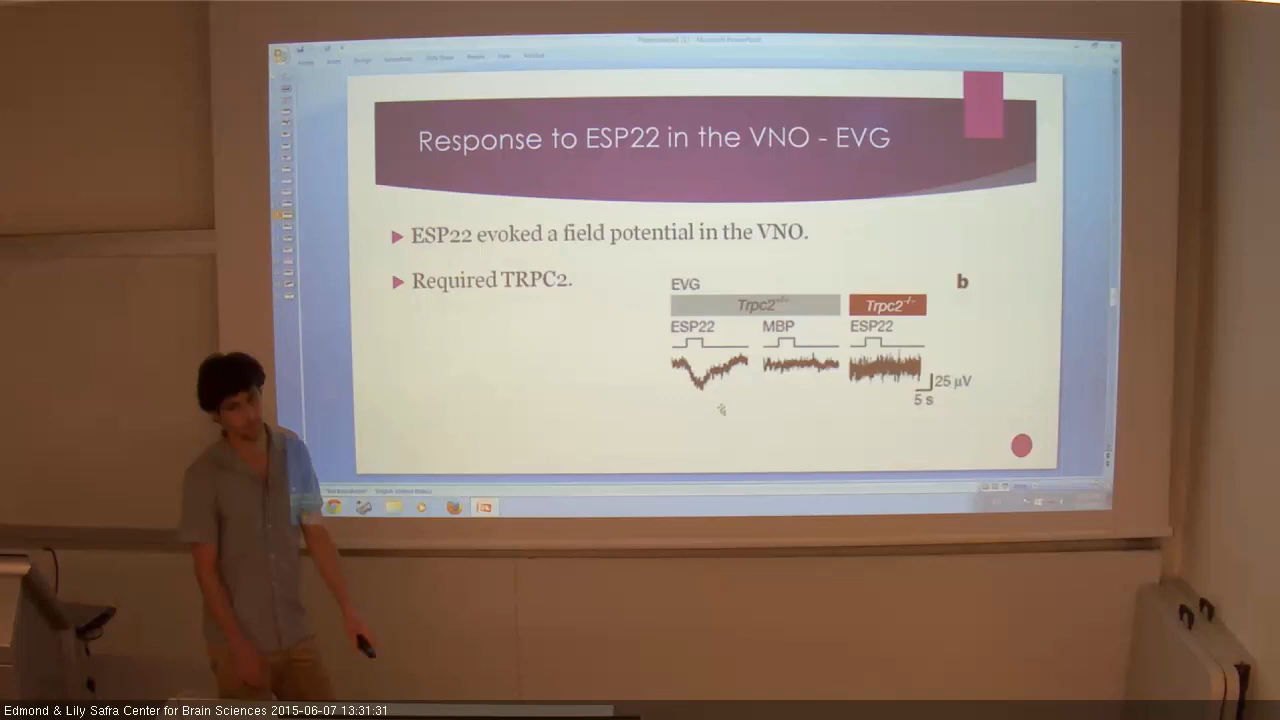 Microsoft PowerPoint
Response to ESP22 in the VNO - EVG
ESP22 evoked a field potential in the VNO.
Required TRPC2.
EVG
b
Trpc2+/-
Trpc2-/-
ESP22 MBP ESP22
25 µV
5 s
Edmond & Lily Safra Center for Brain Sciences 2015-06-07 13:31:31